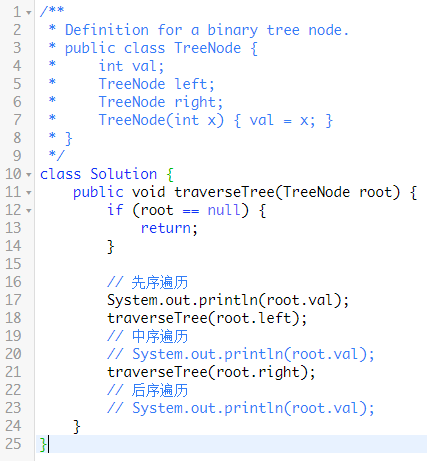 1 /**
2  * Definition for a binary tree node.
3  * public class TreeNode {
4  *     int val;
5  *     TreeNode left;
6  *     TreeNode right;
7  *     TreeNode(int x) { val = x; }
8  * }
9  */
10 class Solution {
11     public void traverseTree(TreeNode root) {
12         if (root == null) {
13             return;
14         }
15
16         // 先序遍历
17         System.out.println(root.val);
18         traverseTree(root.left);
19         // 中序遍历
20         // System.out.println(root.val);
21         traverseTree(root.right);
22         // 后序遍历
23         // System.out.println(root.val);
24     }
25 }